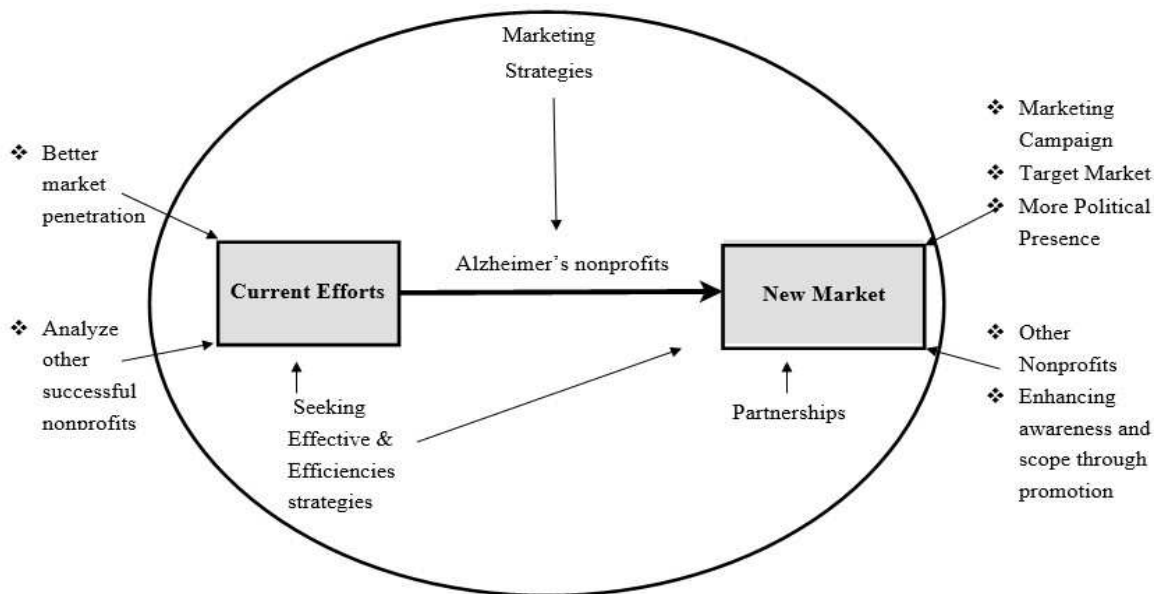 Marketing
Strategies
❖ Better
market
penetration
❖ Analyze
other
successful
nonprofits
Current Efforts
Alzheimer's nonprofits
New Market
Seeking
Effective &
Efficiencies
strategies
Partnerships
❖ Marketing
Campaign
❖ Target Market
❖ More Political
Presence
❖ Other
Nonprofits
❖ Enhancing
awareness and
scope through
promotion